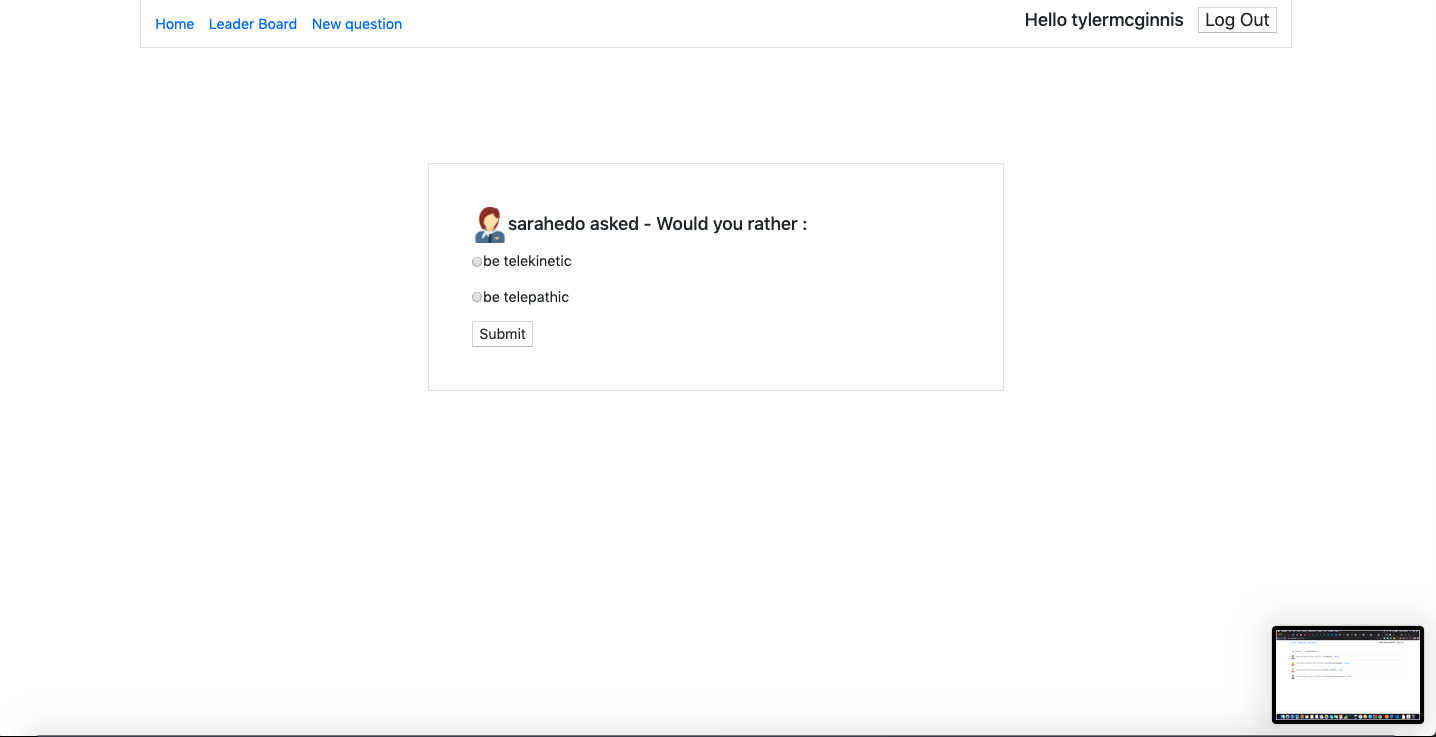 Home Leader Board New question Hello tylermcginnis Log Out
sarahedo asked - Would you rather :
be telekinetic
be telepathic
Submit